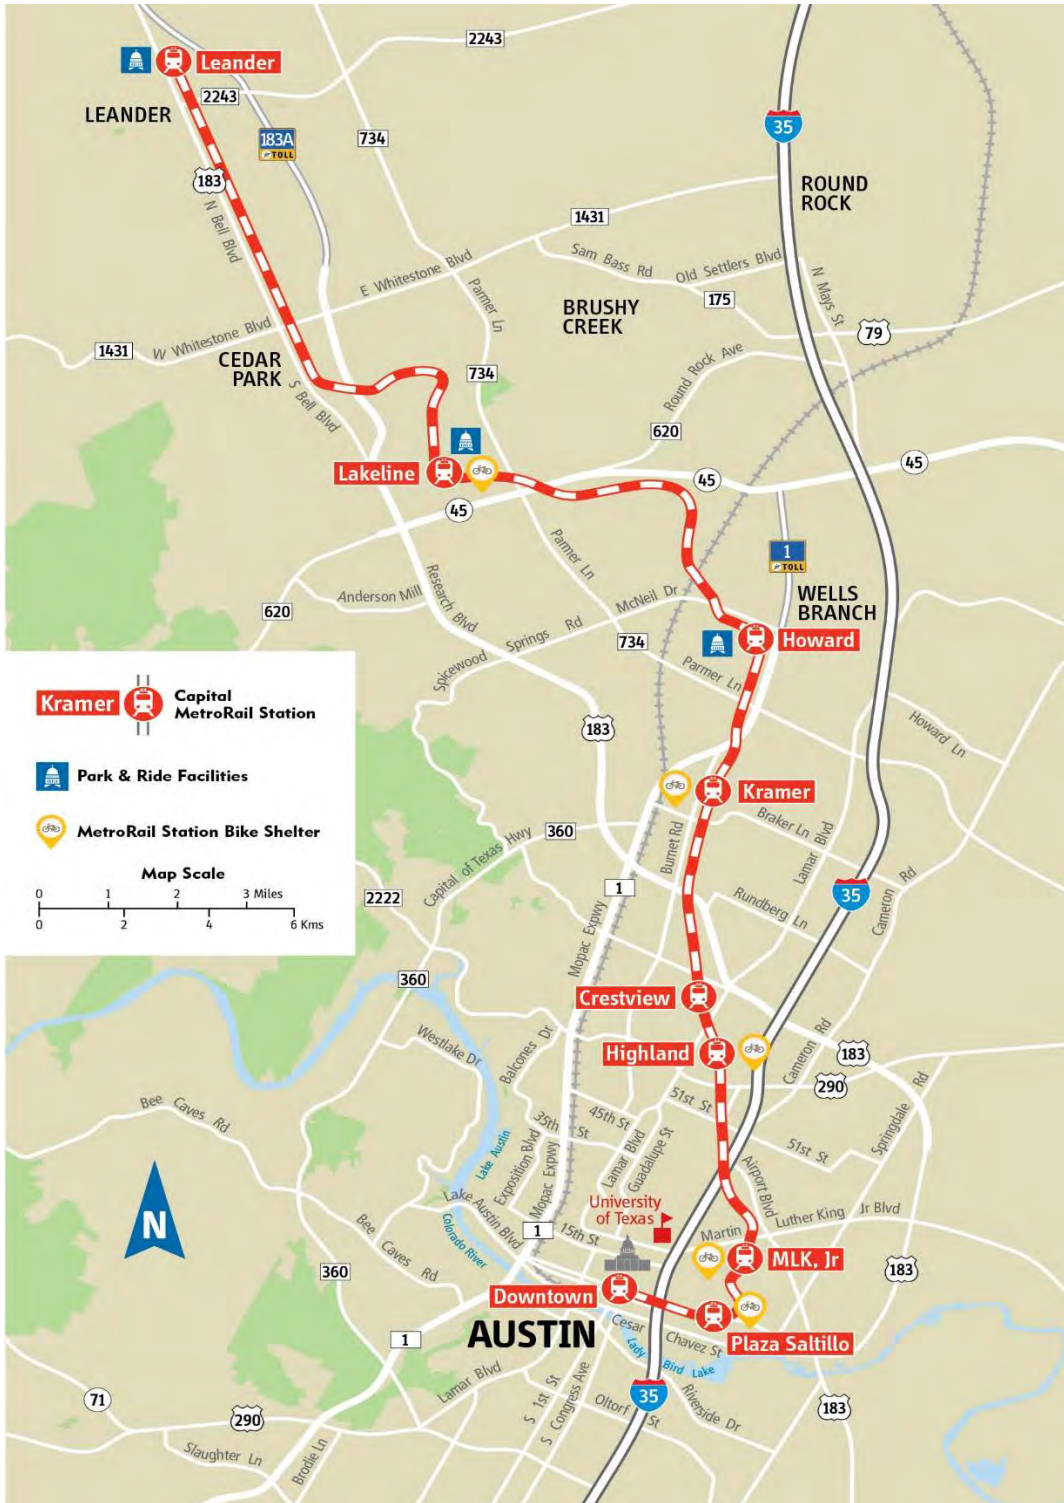 2243
Leander
2243
LEANDER
183A
TOLL
734
35
183
ROUND
ROCK
N Bell Blvd
1431
E Whitestone Blvd
Sam Bass Rd
Old Settlers Blvd
N Mays St
Parmer Ln
175
BRUSHY
CREEK
79
1431
W Whitestone Blvd
CEDAR
PARK
S Bell Blvd
734
Round Rock Ave
620
Lakeline
45
45
45
Parmer Ln
1
TOLL
Anderson Mill
Research Blvd
McNeil Dr
WELLS
BRANCH
620
Spicewood Springs Rd
734
Howard
Parmer Ln
Kramer
Capital
MetroRail Station
Park & Ride Facilities
MetroRail Station Bike Shelter
Map Scale
0 1 2 3 Miles
0 2 4 6 Kms
183
Howard Ln
Kramer
Braker Ln
Lamar Blvd
360
Capital of Texas Hwy
Burnet Rd
1
35
Cameron Rd
Rundberg Ln
2222
Mopac Expwy
360
Crestview
Westlake Dr
Balcones Dr
Highland
183
Cameron Rd
290
Bee Caves Rd
35th St
45th St
51st St
51st St
Springdale Rd
Lake Austin
Exposition Blvd
Mopac Expwy
Lamar Blvd
Guadalupe St
Airport Blvd
University
of Texas
Lake Austin Blvd
15th St
Martin Luther King Jr Blvd
N
Colorado River
1
Bee Caves Rd
360
MLK, Jr
183
Downtown
AUSTIN
Cesar Chavez St
Plaza Saltillo
1
Lady Bird Lake
Lamar Blvd
S 1st St
S Congress Ave
Oltorf St
35
Riverside Dr
183
71
290
Slaughter Ln
Brodie Ln